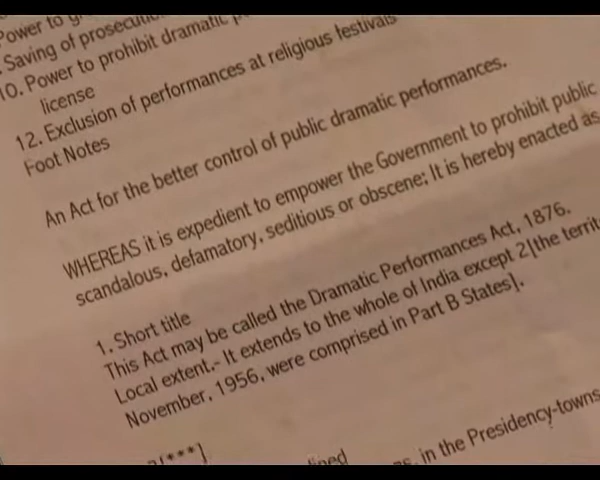 Power to
Saving of prosecutio
10. Power to prohibit dramatic
license
12. Exclusion of performances at religious festivals
Foot Notes
An Act for the better control of public dramatic performances.
WHEREAS it is expedient to empower the Government to prohibit public
scandalous, defamatory, seditious or obscene; It is hereby enacted as
1. Short title
This Act may be called the Dramatic Performances Act, 1876.
Local extent.- It extends to the whole of India except 2[the territ
November, 1956, were comprised in Part B States].
[***]
in the Presidency-towns